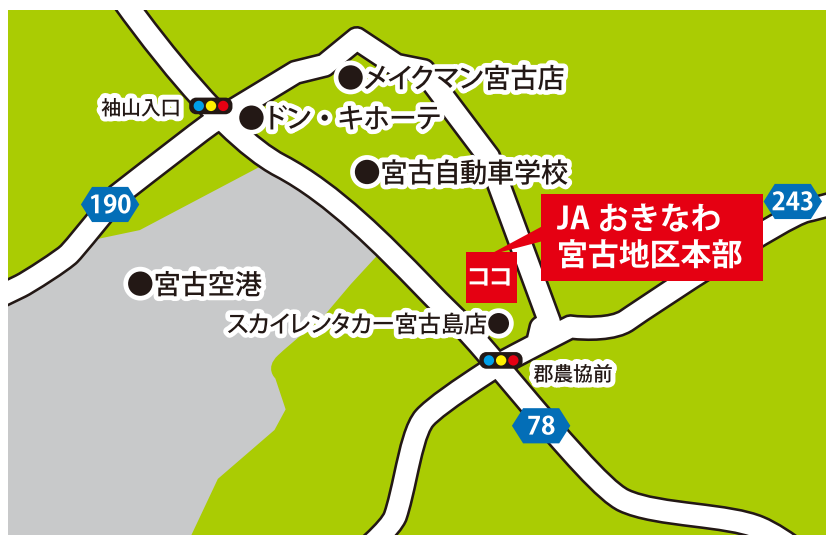 メイクマン宮古店
袖山入口
ドン・キホーテ
宮古自動車学校
190
243
JA おきなわ
宮古地区本部
ココ
宮古空港
スカイレンタカー宮古島店
郡農協前
78